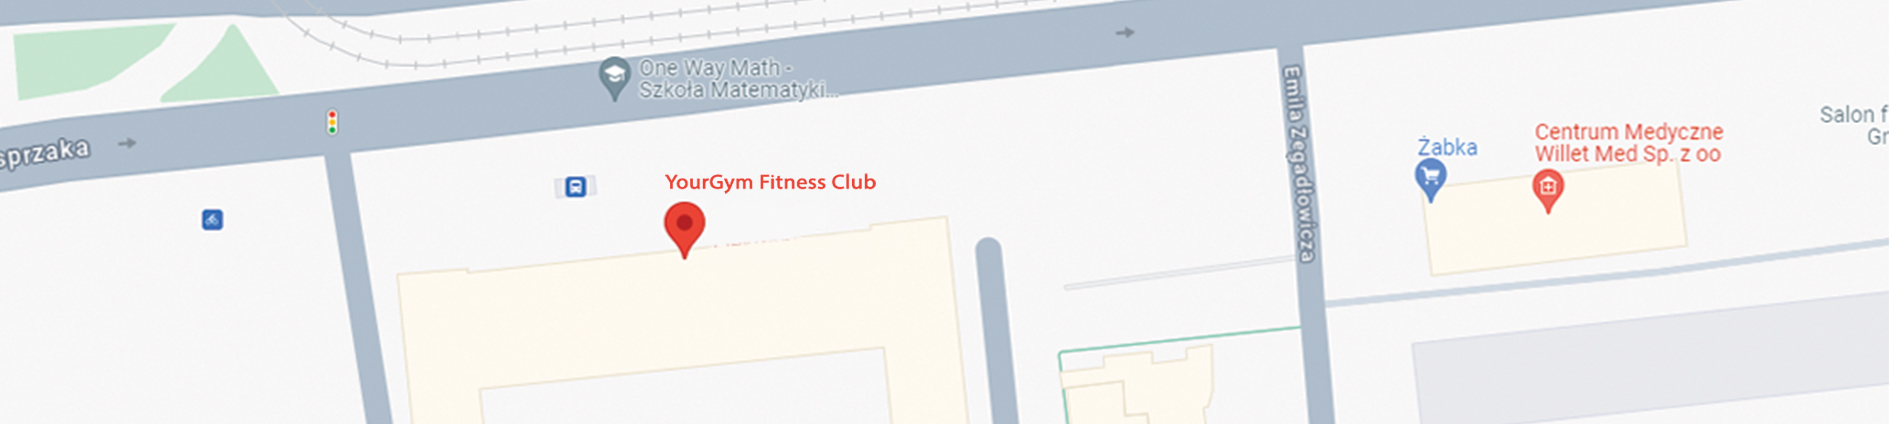 One Way Math -
Szkoła Matematyki...
sprzaka
YourGym Fitness Club
Emila Zegadłowicza
Żabka
Centrum Medyczne
Willet Med Sp. z oo
Salon f
Gr